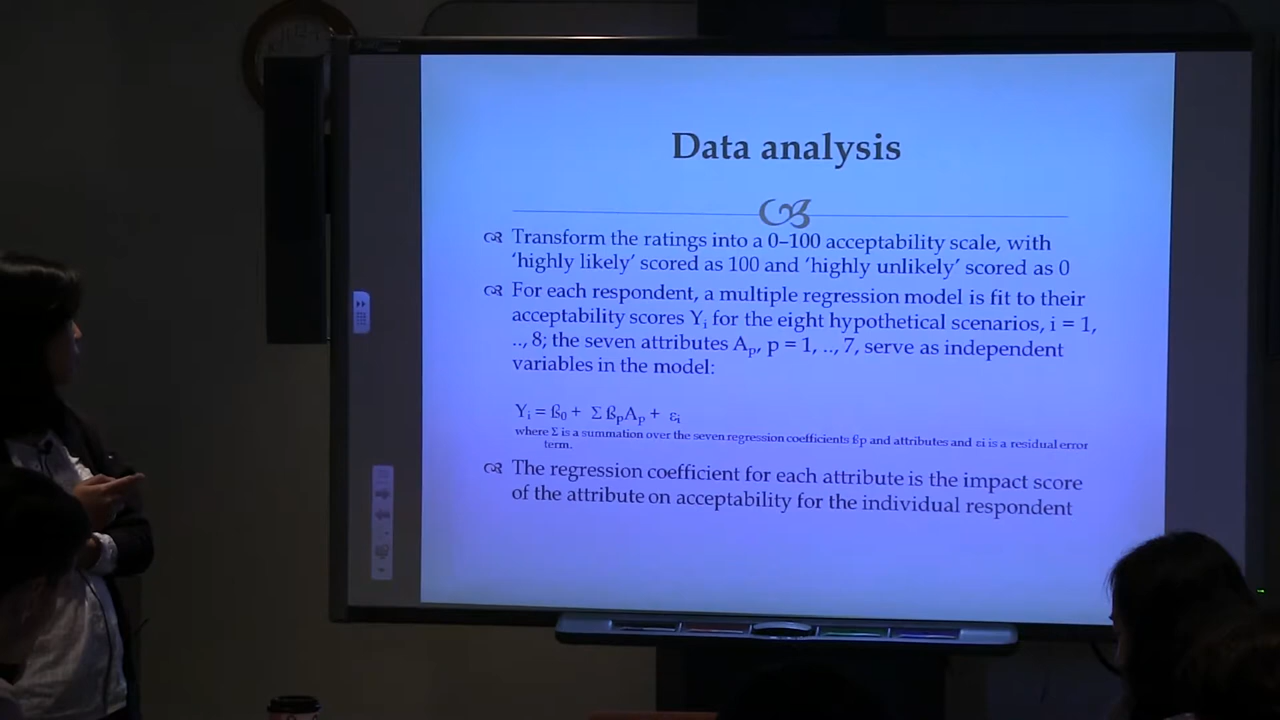 Data analysis
Transform the ratings into a 0–100 acceptability scale, with
‘highly likely’ scored as 100 and ‘highly unlikely’ scored as 0
For each respondent, a multiple regression model is fit to their
acceptability scores Yi for the eight hypothetical scenarios, i = 1,
.., 8; the seven attributes Ap, p = 1, .., 7, serve as independent
variables in the model:
Yi = ß0 + Σ ßpAp + εi
where Σ is a summation over the seven regression coefficients ßp and attributes and εi is a residual error
term.
The regression coefficient for each attribute is the impact score
of the attribute on acceptability for the individual respondent